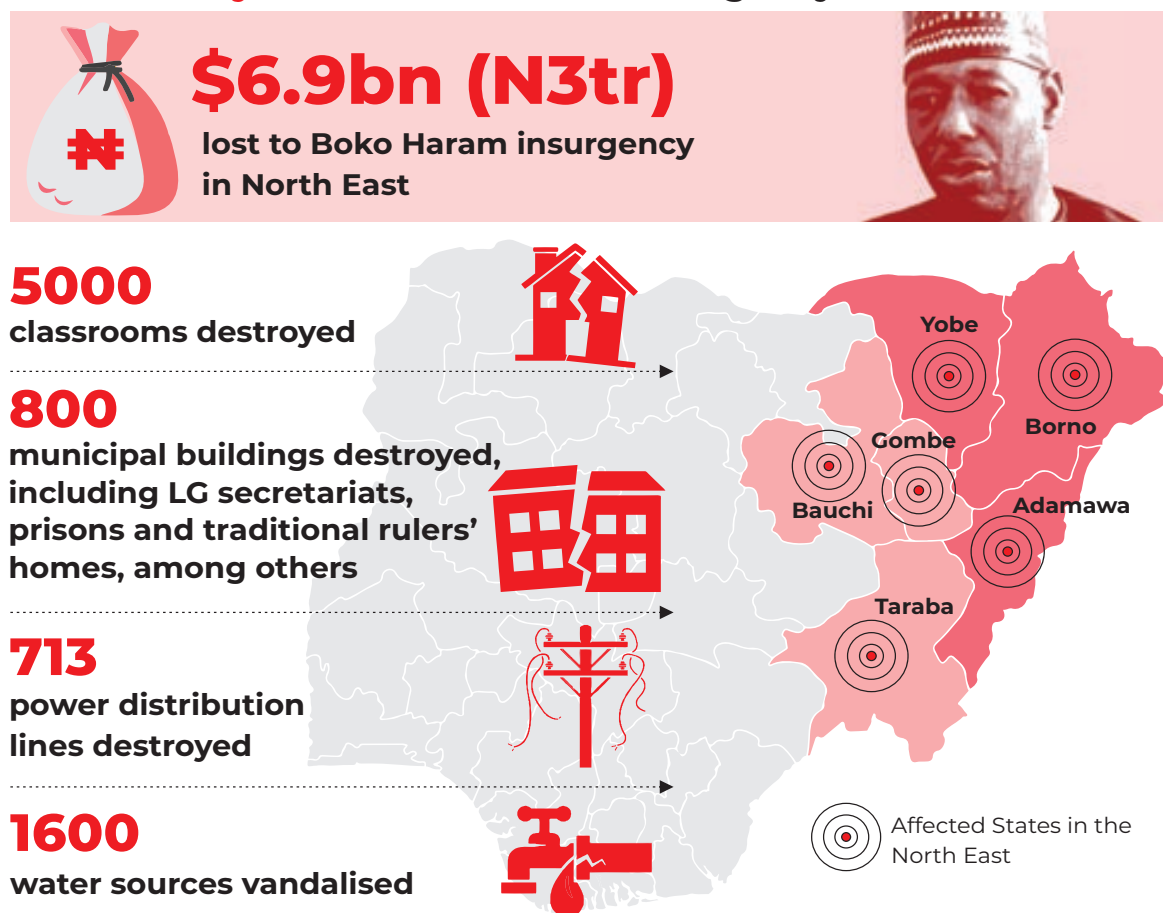 $6.9bn (N3tr)
lost to Boko Haram insurgency
in North East
₦
5000
classrooms destroyed
800
municipal buildings destroyed,
including LG secretariats,
prisons and traditional rulers’
homes, among others
713
power distribution
lines destroyed
1600
water sources vandalised
Yobe
Borno
Gombe
Bauchi
Adamawa
Taraba
Affected States in the
North East